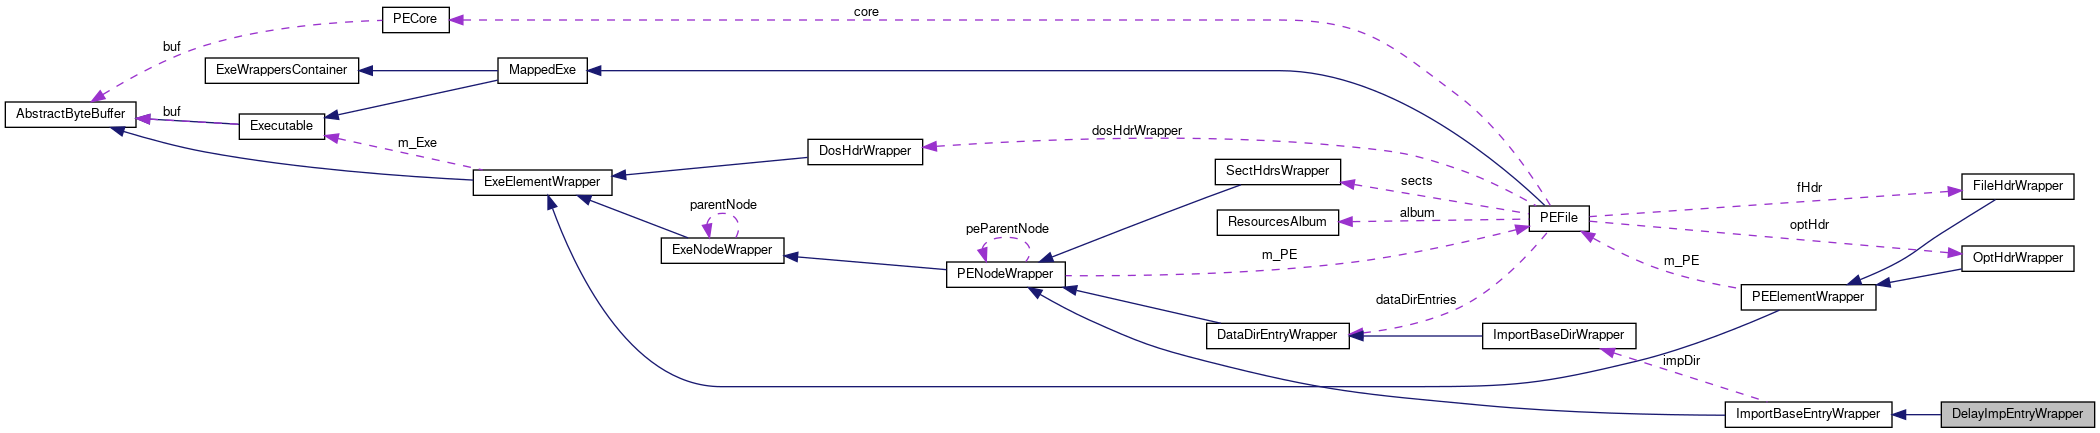 PECore
core
buf
ExeWrappersContainer
MappedExe
AbstractByteBuffer
buf
Executable
m_Exe
dosHdrWrapper
DosHdrWrapper
ExeElementWrapper
SectHdrsWrapper
sects
fHdr
FileHdrWrapper
parentNode
ResourcesAlbum
album
PEFile
optHdr
peParentNode
ExeNodeWrapper
m_PE
m_PE
OptHdrWrapper
PENodeWrapper
dataDirEntries
PEElementWrapper
DataDirEntryWrapper
ImportBaseDirWrapper
impDir
ImportBaseEntryWrapper
DelayImpEntryWrapper